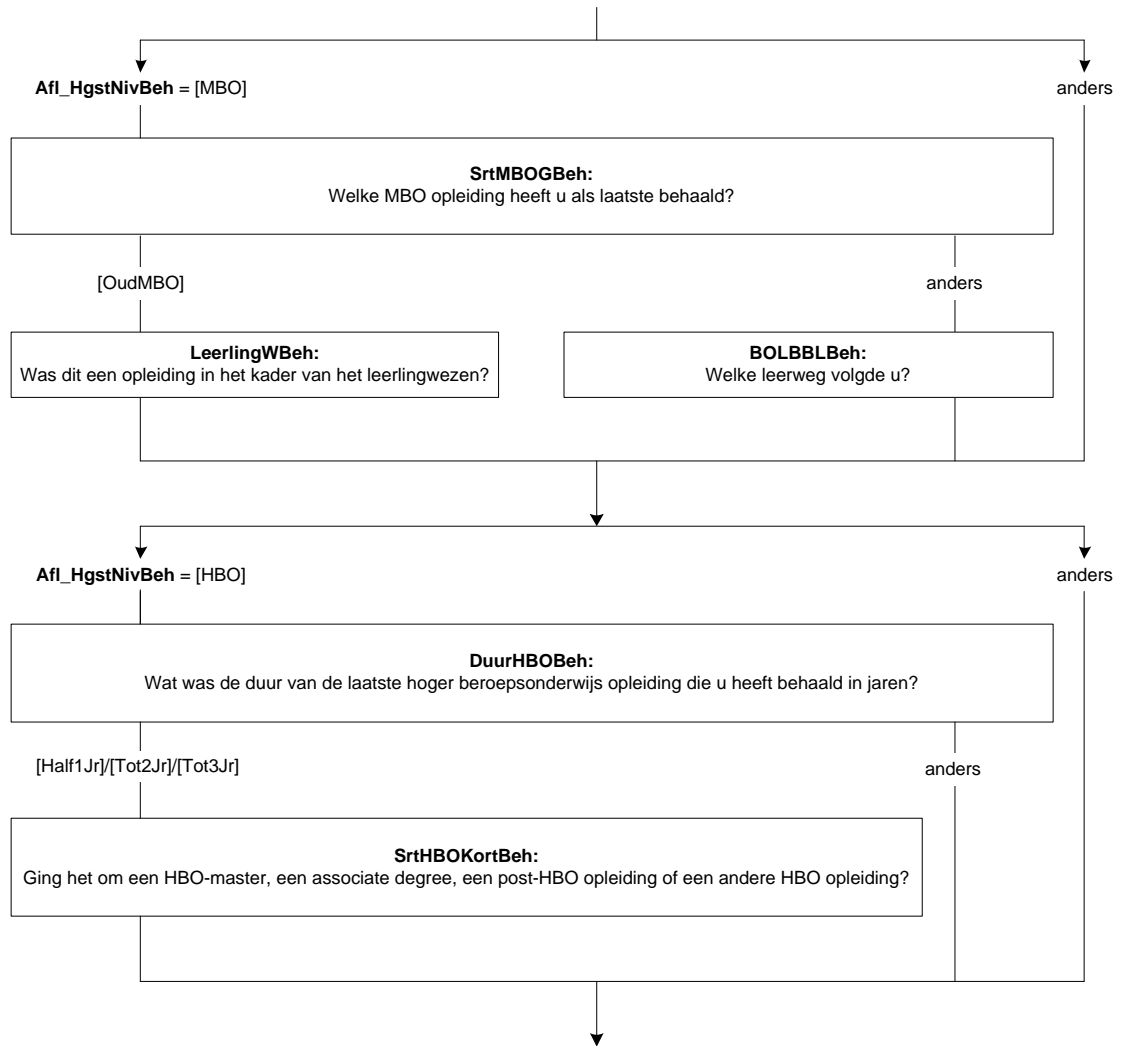 Afl_HgstNivBeh = [MBO]
anders
SrtMBOGBeh:
Welke MBO opleiding heeft u als laatste behaald?
[OudMBO]
anders
LeerlingWBeh:
Was dit een opleiding in het kader van het leerlingwezen?
BOLBBLBeh:
Welke leerweg volgde u?
Afl_HgstNivBeh = [HBO]
anders
DuurHBOBeh:
Wat was de duur van de laatste hoger beroepsonderwijs opleiding die u heeft behaald in jaren?
[Half1Jr]/[Tot2Jr]/[Tot3Jr]
anders
SrtHBOKortBeh:
Ging het om een HBO-master, een associate degree, een post-HBO opleiding of een andere HBO opleiding?